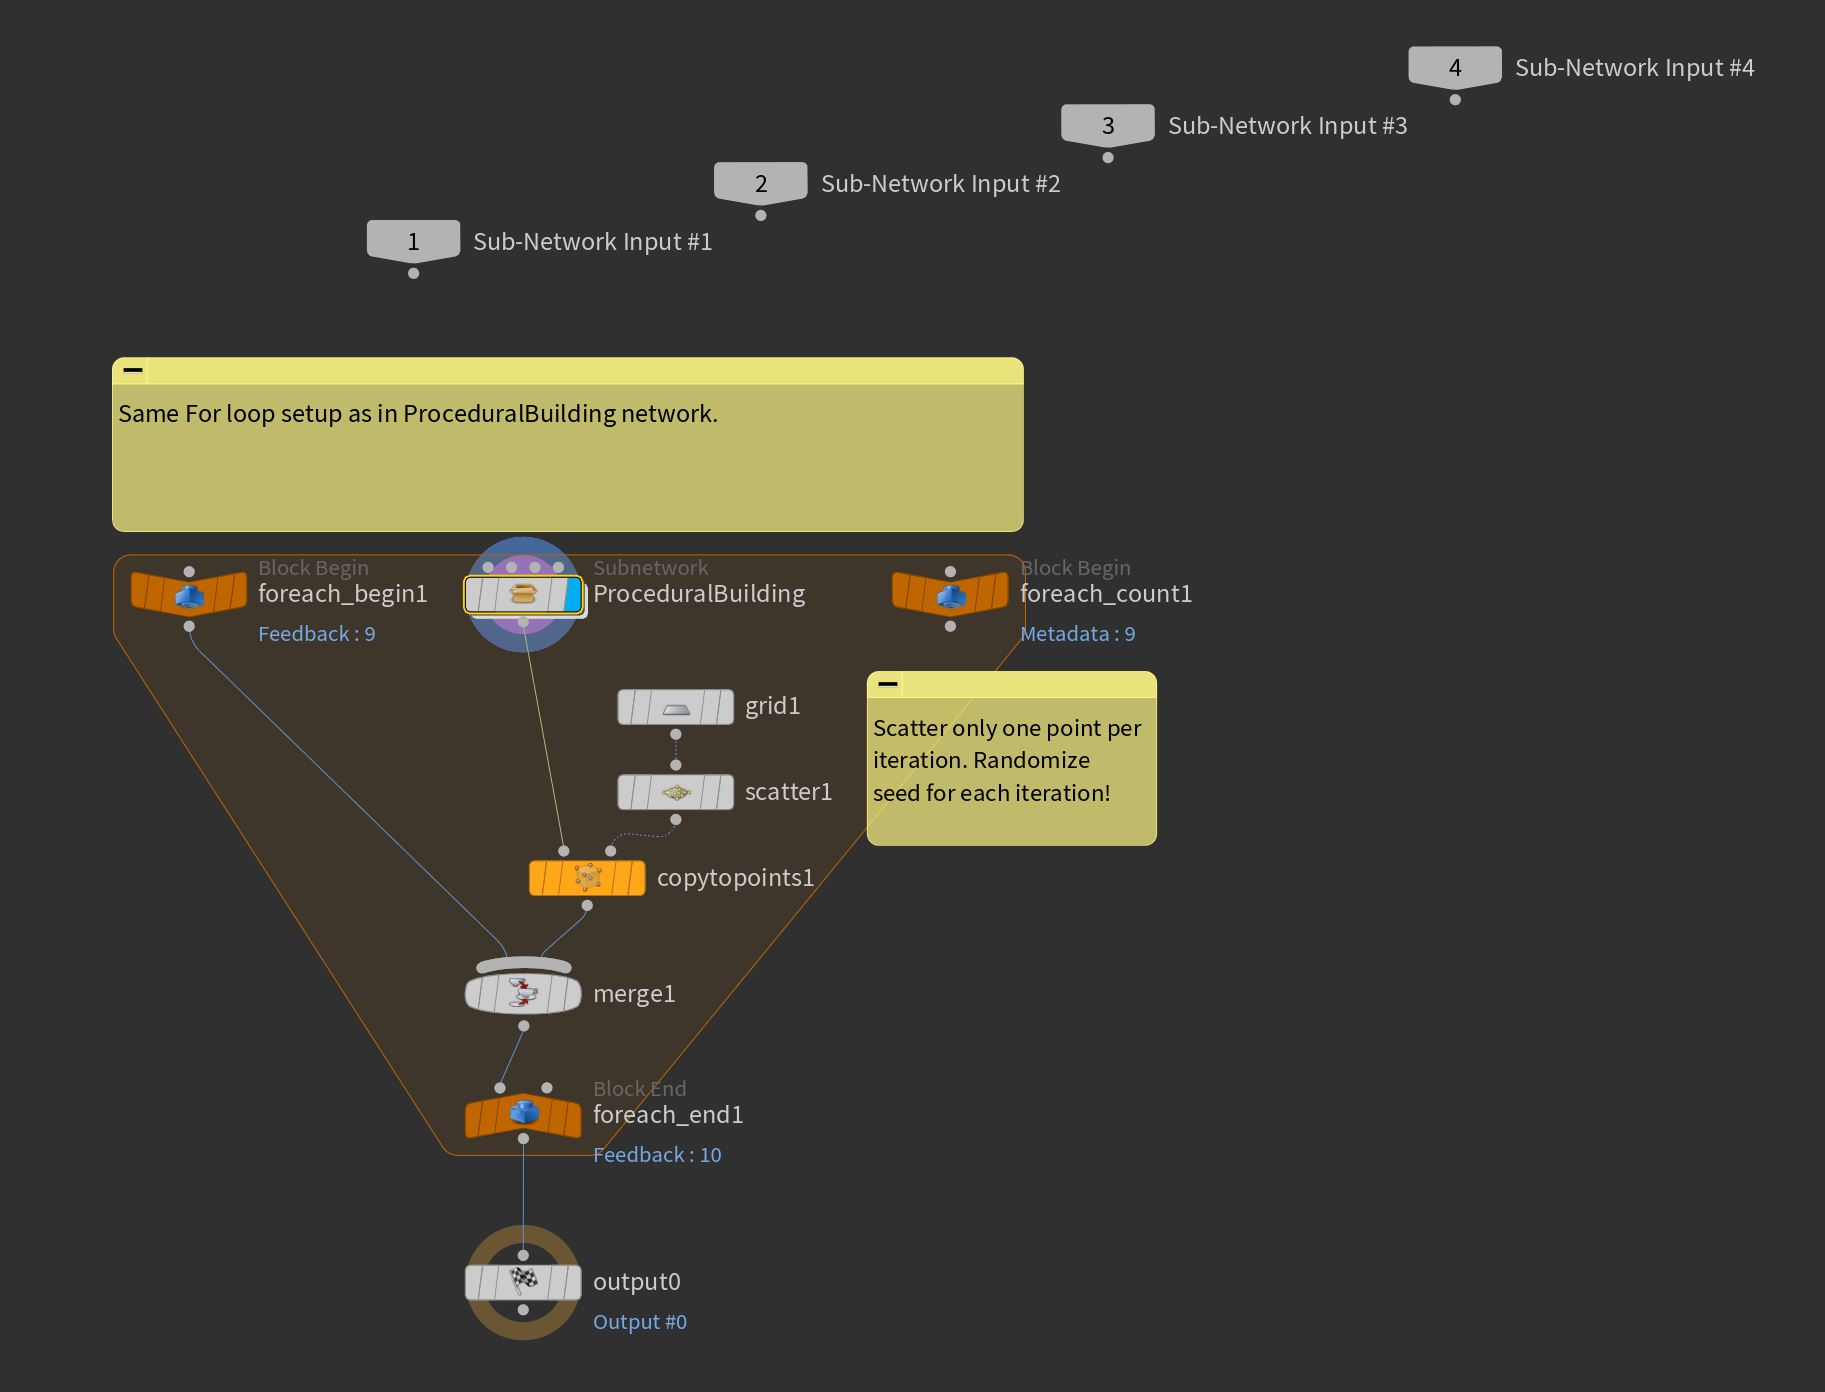 4
Sub-Network Input #4
3
Sub-Network Input #3
2
Sub-Network Input #2
1
Sub-Network Input #1
Same For loop setup as in ProceduralBuilding network.
Block Begin
foreach_begin1
Feedback : 9
Subnetwork
ProceduralBuilding
Block Begin
foreach_count1
Metadata : 9
grid1
Scatter only one point per
iteration. Randomize
seed for each iteration!
scatter1
copytopoints1
merge1
Block End
foreach_end1
Feedback : 10
output0
Output #0